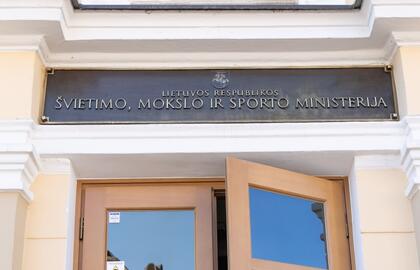 LIETUVOS RESPUBLIKOS
ŠVIETIMO, MOKSLO IR SPORTO MINISTERIJA